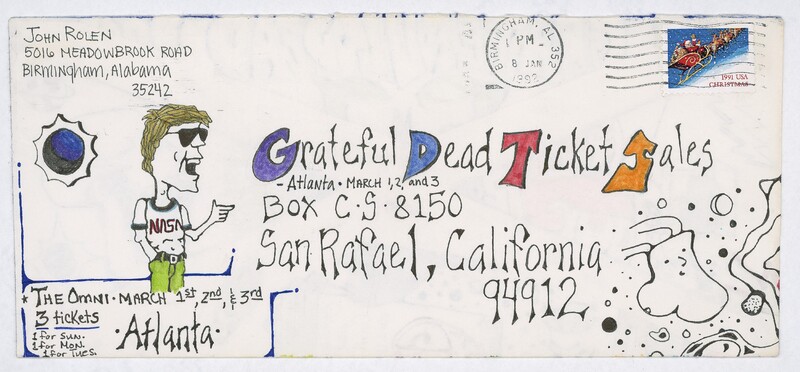 John Rolen
5016 Meadowbrook Road
Birmingham, Alabama
35242
BIRMINGHAM, AL 352
PM
8 JAN
1992
1991 USA
CHRISTMAS
Grateful Dead Ticket Sales
- Atlanta • MARCH 1, 2, and 3
Box C•S•8150
San Rafael, California
94912
NASA
* THE OMNI • MARCH 1st, 2nd, & 3rd
3 tickets
•Atlanta•
1 for SUN.
1 for MON.
1 for TUES.